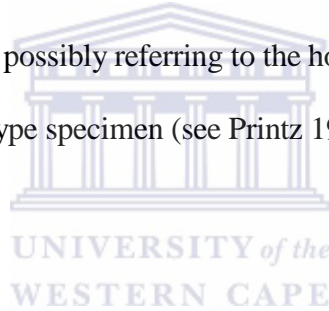 possibly referring to the ho
ype specimen (see Printz 19
UNIVERSITY of the
WESTERN CAPE